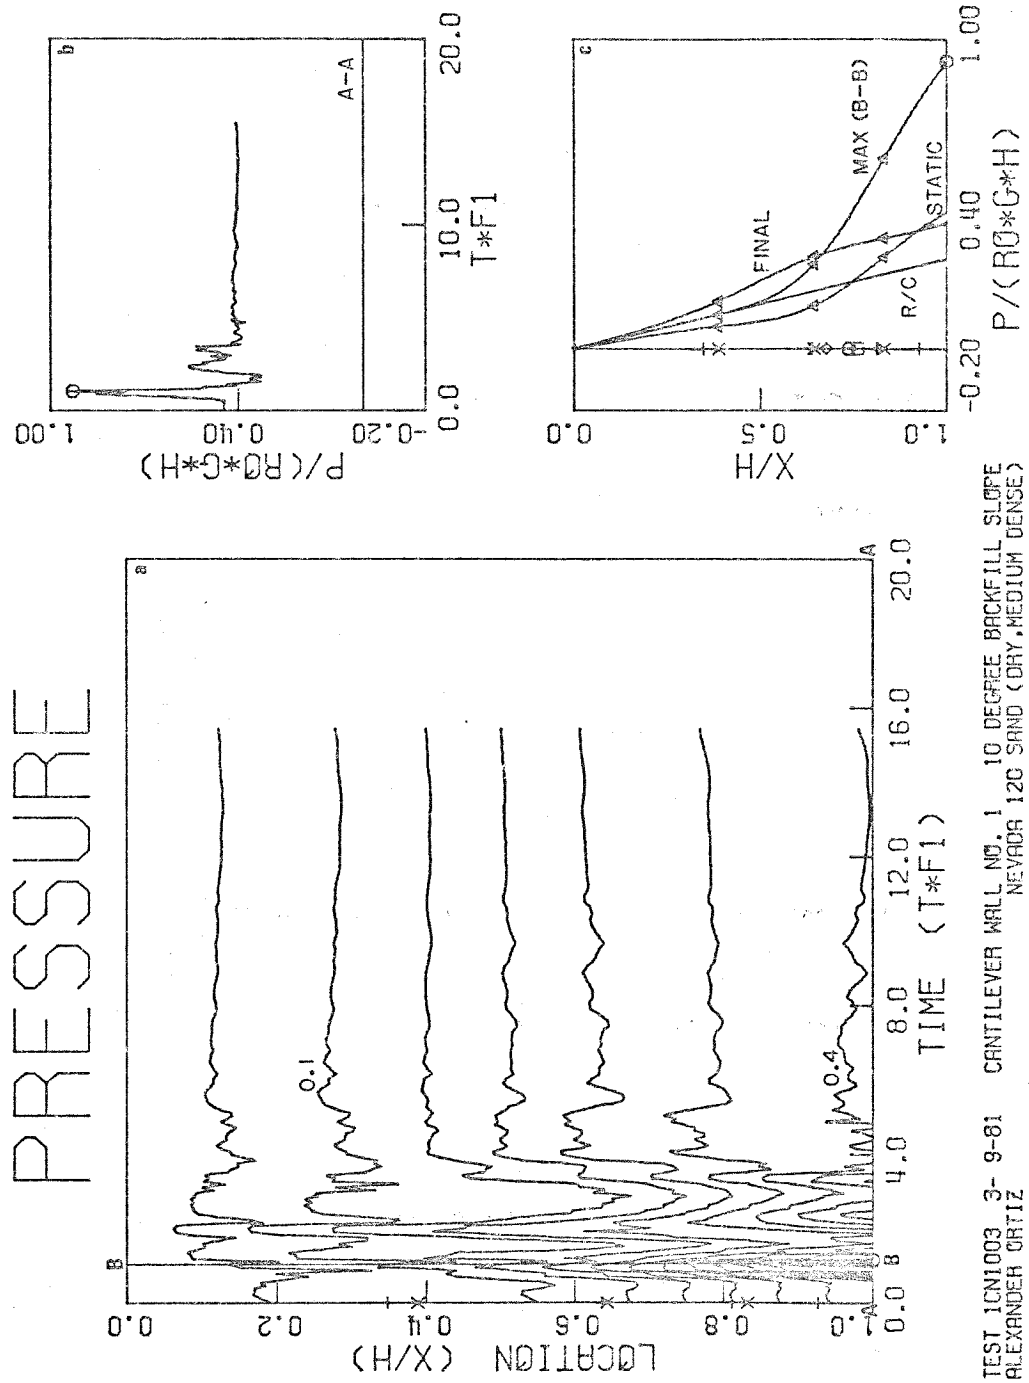 PRESSURE
a
0.0
0.2
0.4
0.6
0.8
1.0
LOCATION (X/H)
B
B
A
A
0.1
0.4
0.0
4.0
8.0
12.0
16.0
20.0
TIME (T*F1)
b
1.00
0.40
-0.20
P/(RO*G*H)
A-A
0.0
10.0
20.0
T*F1
c
0.0
0.5
1.0
X/H
FINAL
MAX (B-B)
R/C
STATIC
-0.20
0.40
1.00
P/(RO*G*H)
TEST 1CN1003 3- 9-81 CANTILEVER WALL NO. 1 10 DEGREE BACKFILL SLOPE
ALEXANDER ORTIZ NEVADA 120 SAND (DRY,MEDIUM DENSE)